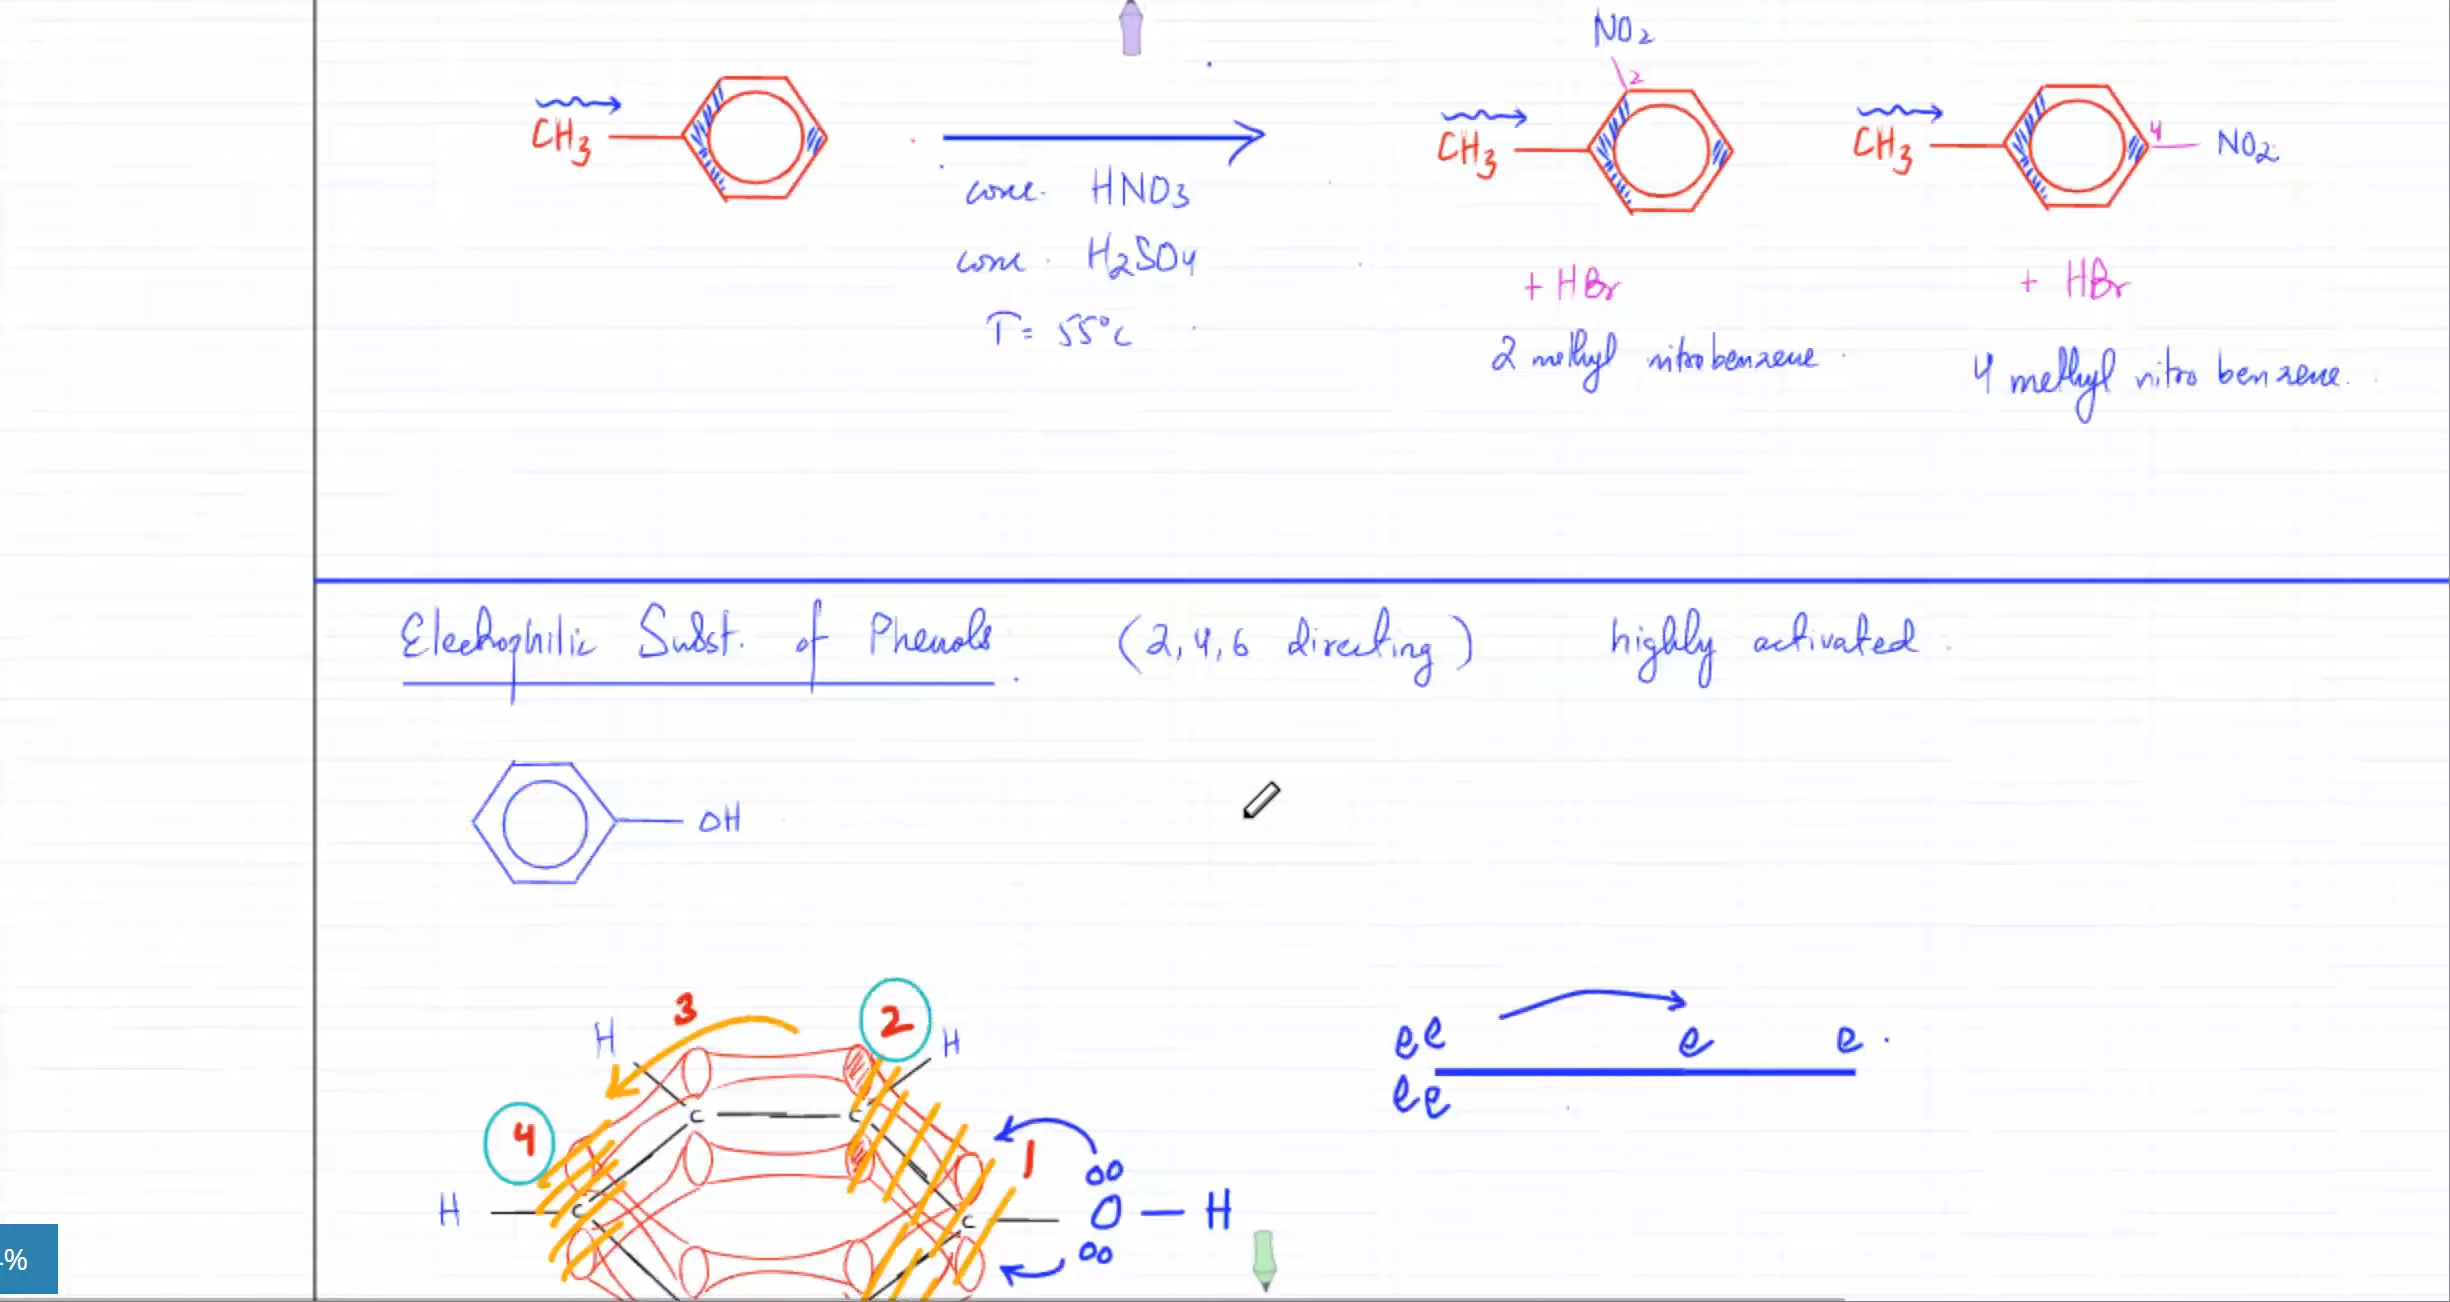 NO2
2
CH3
CH3
CH3
4
NO2
conc. HNO3
conc. H2SO4
T= 55°C
+ HBr
+ HBr
2 methyl nitrobenzene.
4 methyl nitro benzene.
Electrophilic Subst. of Phenols. (2,4,6 directing) highly activated.
OH
3
2
H
H
ee e e.
ee
4
c c
1
H c c O — H
%